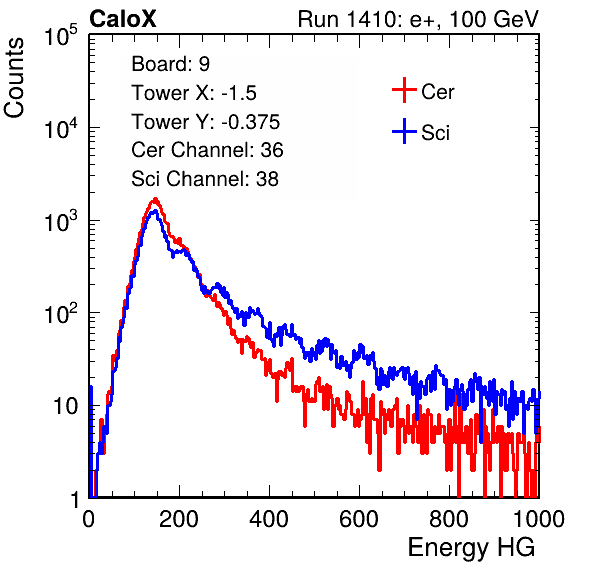 CaloX Run 1410: e+, 100 GeV
Counts
Board: 9
Tower X: -1.5
Tower Y: -0.375
Cer Channel: 36
Sci Channel: 38
Cer
Sci
10^5
10^4
10^3
10^2
10
1
0 200 400 600 800 1000
Energy HG